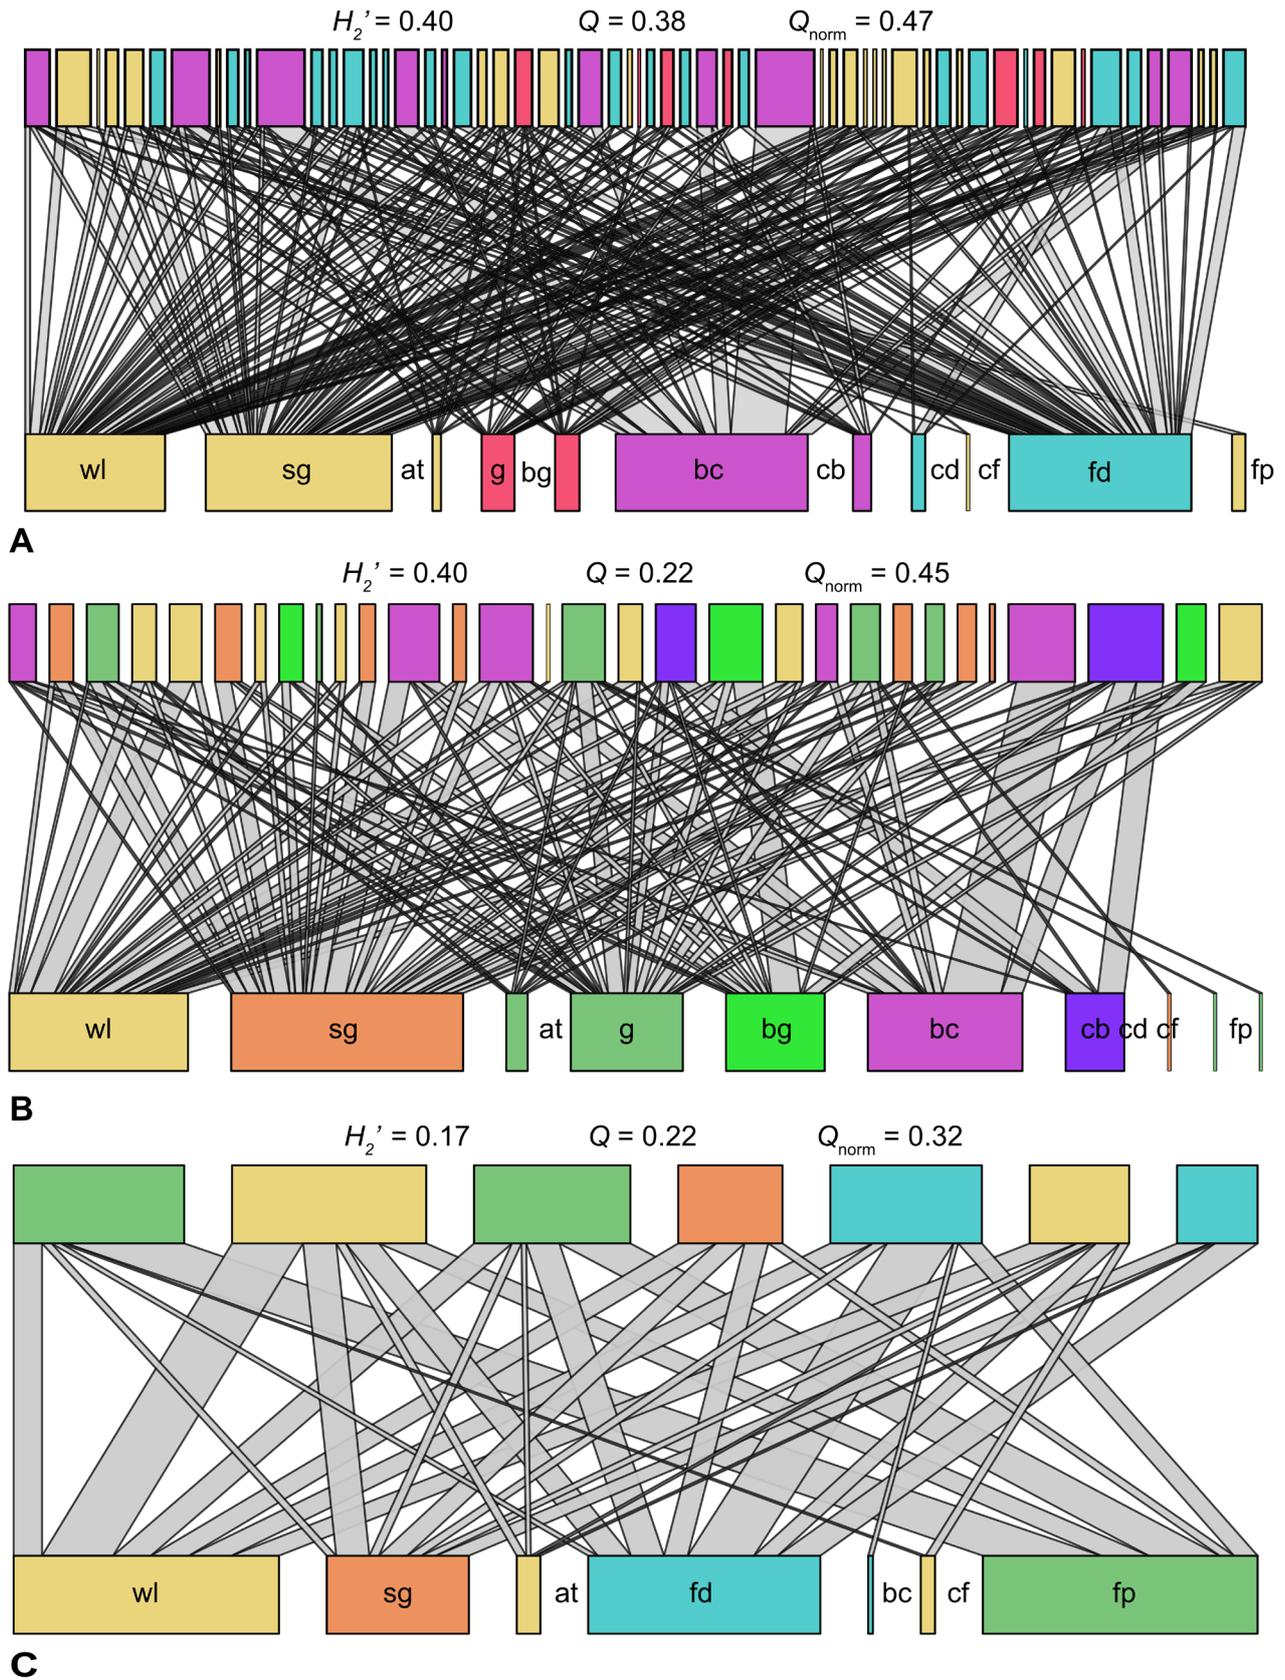 H2’ = 0.40 Q = 0.38 Qnorm = 0.47
wl sg at g bg bc cb cd cf fd fp
A
H2’ = 0.40 Q = 0.22 Qnorm = 0.45
wl sg at g bg bc cb cd cf fp
B
H2’ = 0.17 Q = 0.22 Qnorm = 0.32
wl sg at fd bc cf fp
C